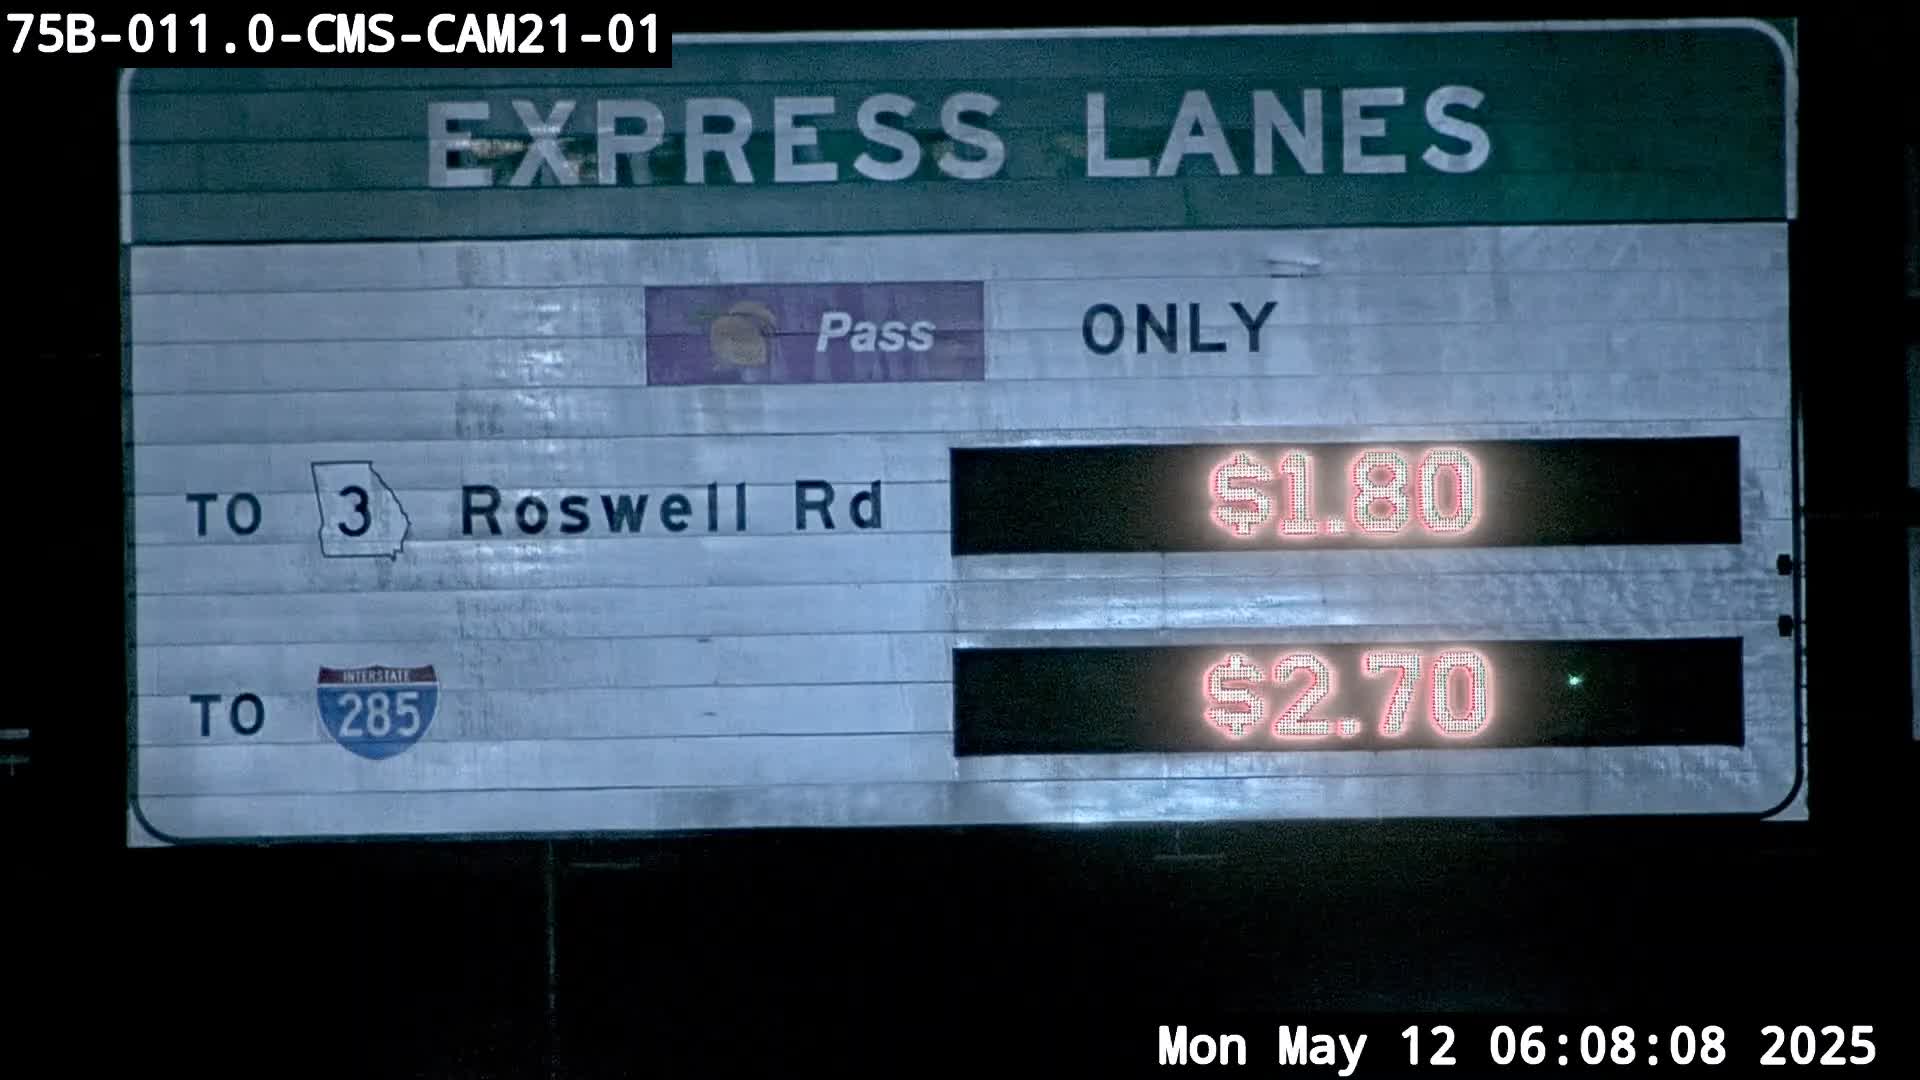 75B-011.0-CMS-CAM21-01
EXPRESS LANES
Pass ONLY
TO 3 Roswell Rd $1.80
INTERSTATE
TO 285 $2.70
Mon May 12 06:08:08 2025